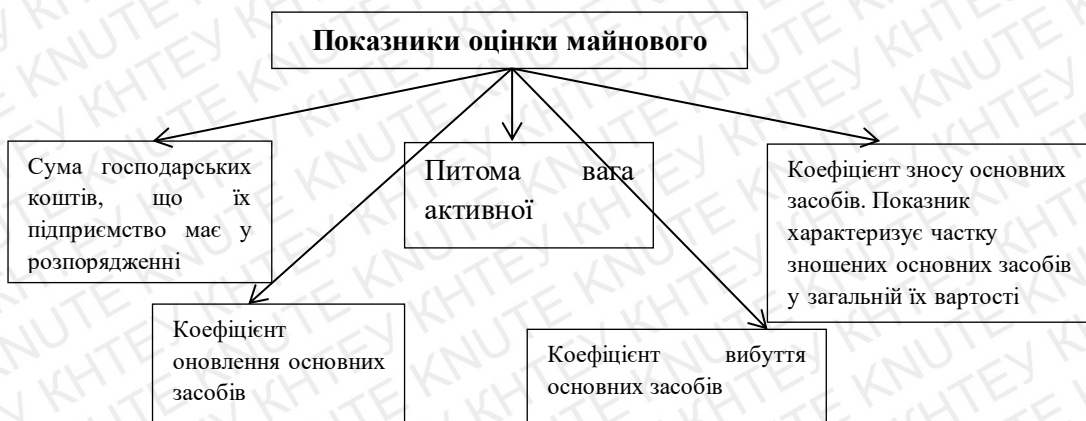 Показники оцінки майнового
Сума господарських
коштів, що їх
підприємство має у
розпорядженні
Питома вага
активної
Коефіцієнт зносу основних
засобів. Показник
характеризує частку
зношених основних засобів
у загальній їх вартості
Коефіцієнт
оновлення основних
засобів
Коефіцієнт вибуття
основних засобів